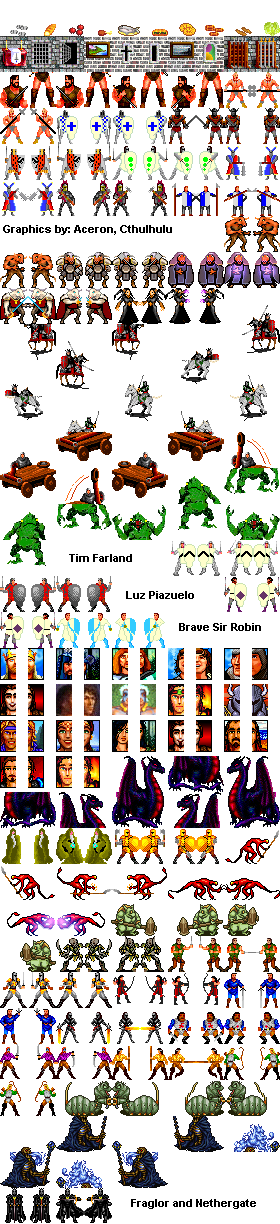 Graphics by: Aceron, Cthulhulu
Tim Farland
Luz Piazuelo
Brave Sir Robin
Fraglor and Nethergate